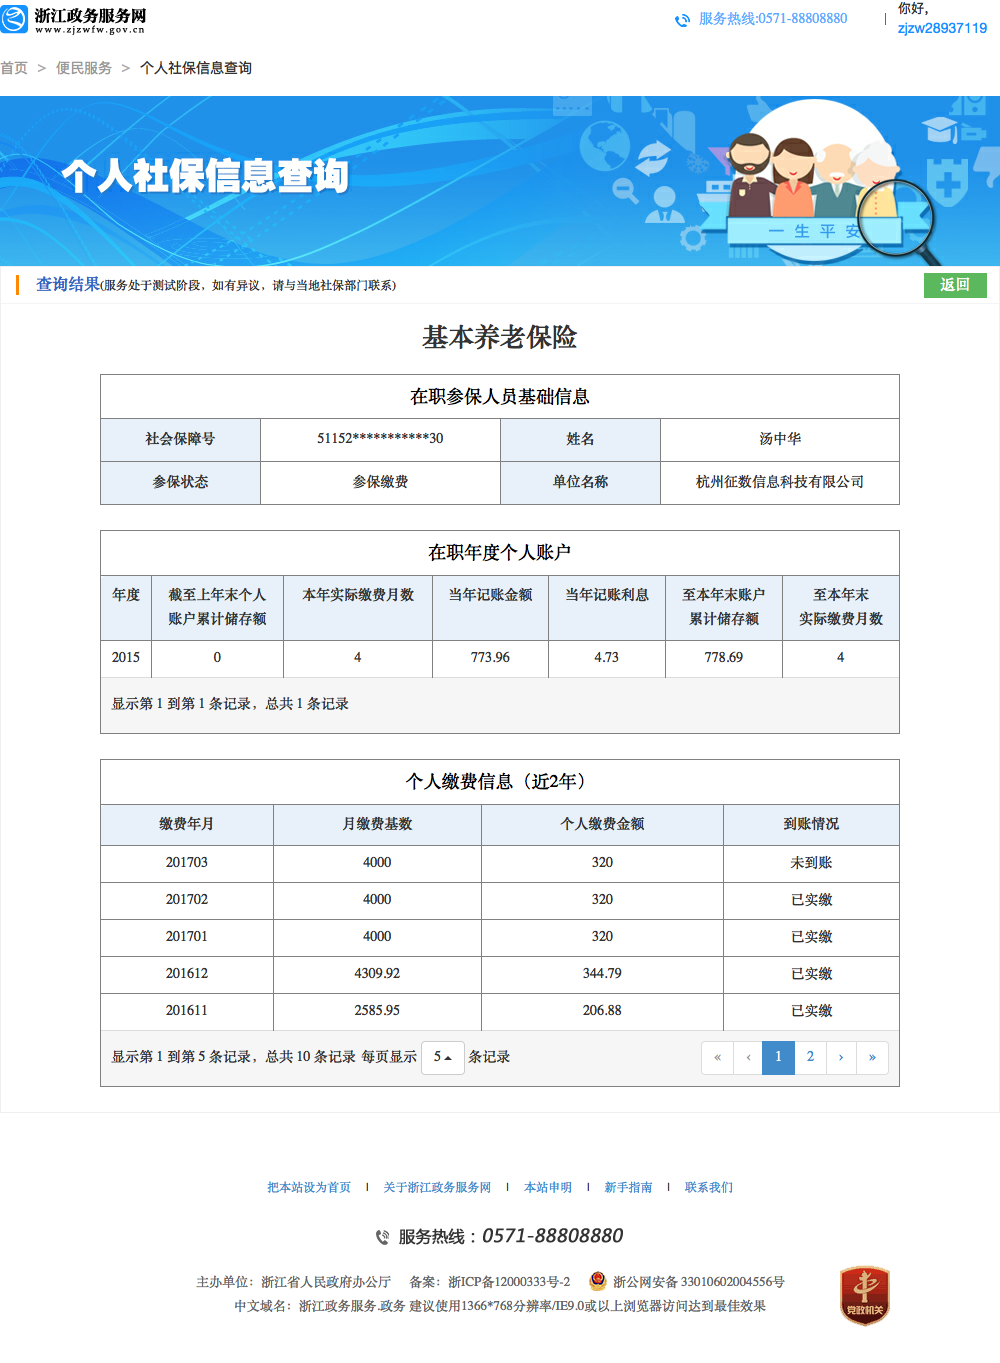 浙江政务服务网
www.zjzwfw.gov.cn
服务热线:0571-88808880
你好,
zjzw28937119
首页 > 便民服务 > 个人社保信息查询
个人社保信息查询
一生平安
查询结果(服务处于测试阶段，如有异议，请与当地社保部门联系)
返回
基本养老保险
在职参保人员基础信息
社会保障号 51152***********30 姓名 汤中华
参保状态 参保缴费 单位名称 杭州征数信息科技有限公司
在职年度个人账户
年度 截至上年末个人账户累计储存额 本年实际缴费月数 当年记账金额 当年记账利息 至本年末账户累计储存额 至本年末实际缴费月数
2015 0 4 773.96 4.73 778.69 4
显示第 1 到第 1 条记录，总共 1 条记录
个人缴费信息（近2年）
缴费年月 月缴费基数 个人缴费金额 到账情况
201703 4000 320 未到账
201702 4000 320 已实缴
201701 4000 320 已实缴
201612 4309.92 344.79 已实缴
201611 2585.95 206.88 已实缴
显示第 1 到第 5 条记录，总共 10 条记录 每页显示 5 条记录 « ‹ 1 2 › »
把本站设为首页 | 关于浙江政务服务网 | 本站申明 | 新手指南 | 联系我们
服务热线：0571-88808880
主办单位：浙江省人民政府办公厅 备案：浙ICP备12000333号-2 浙公网安备 33010602004556号
中文域名：浙江政务服务.政务 建议使用1366*768分辨率/IE9.0或以上浏览器访问达到最佳效果
党政机关